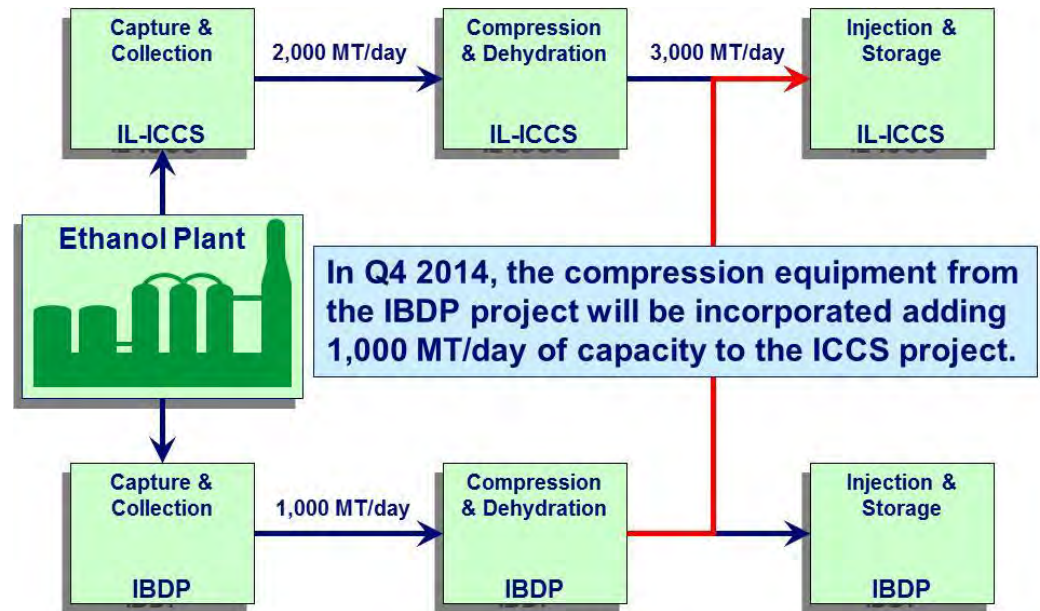 Capture &
Collection
IL-ICCS
2,000 MT/day
Compression
& Dehydration
IL-ICCS
3,000 MT/day
Injection &
Storage
IL-ICCS
Ethanol Plant
In Q4 2014, the compression equipment from
the IBDP project will be incorporated adding
1,000 MT/day of capacity to the ICCS project.
Capture &
Collection
IBDP
1,000 MT/day
Compression
& Dehydration
IBDP
Injection &
Storage
IBDP